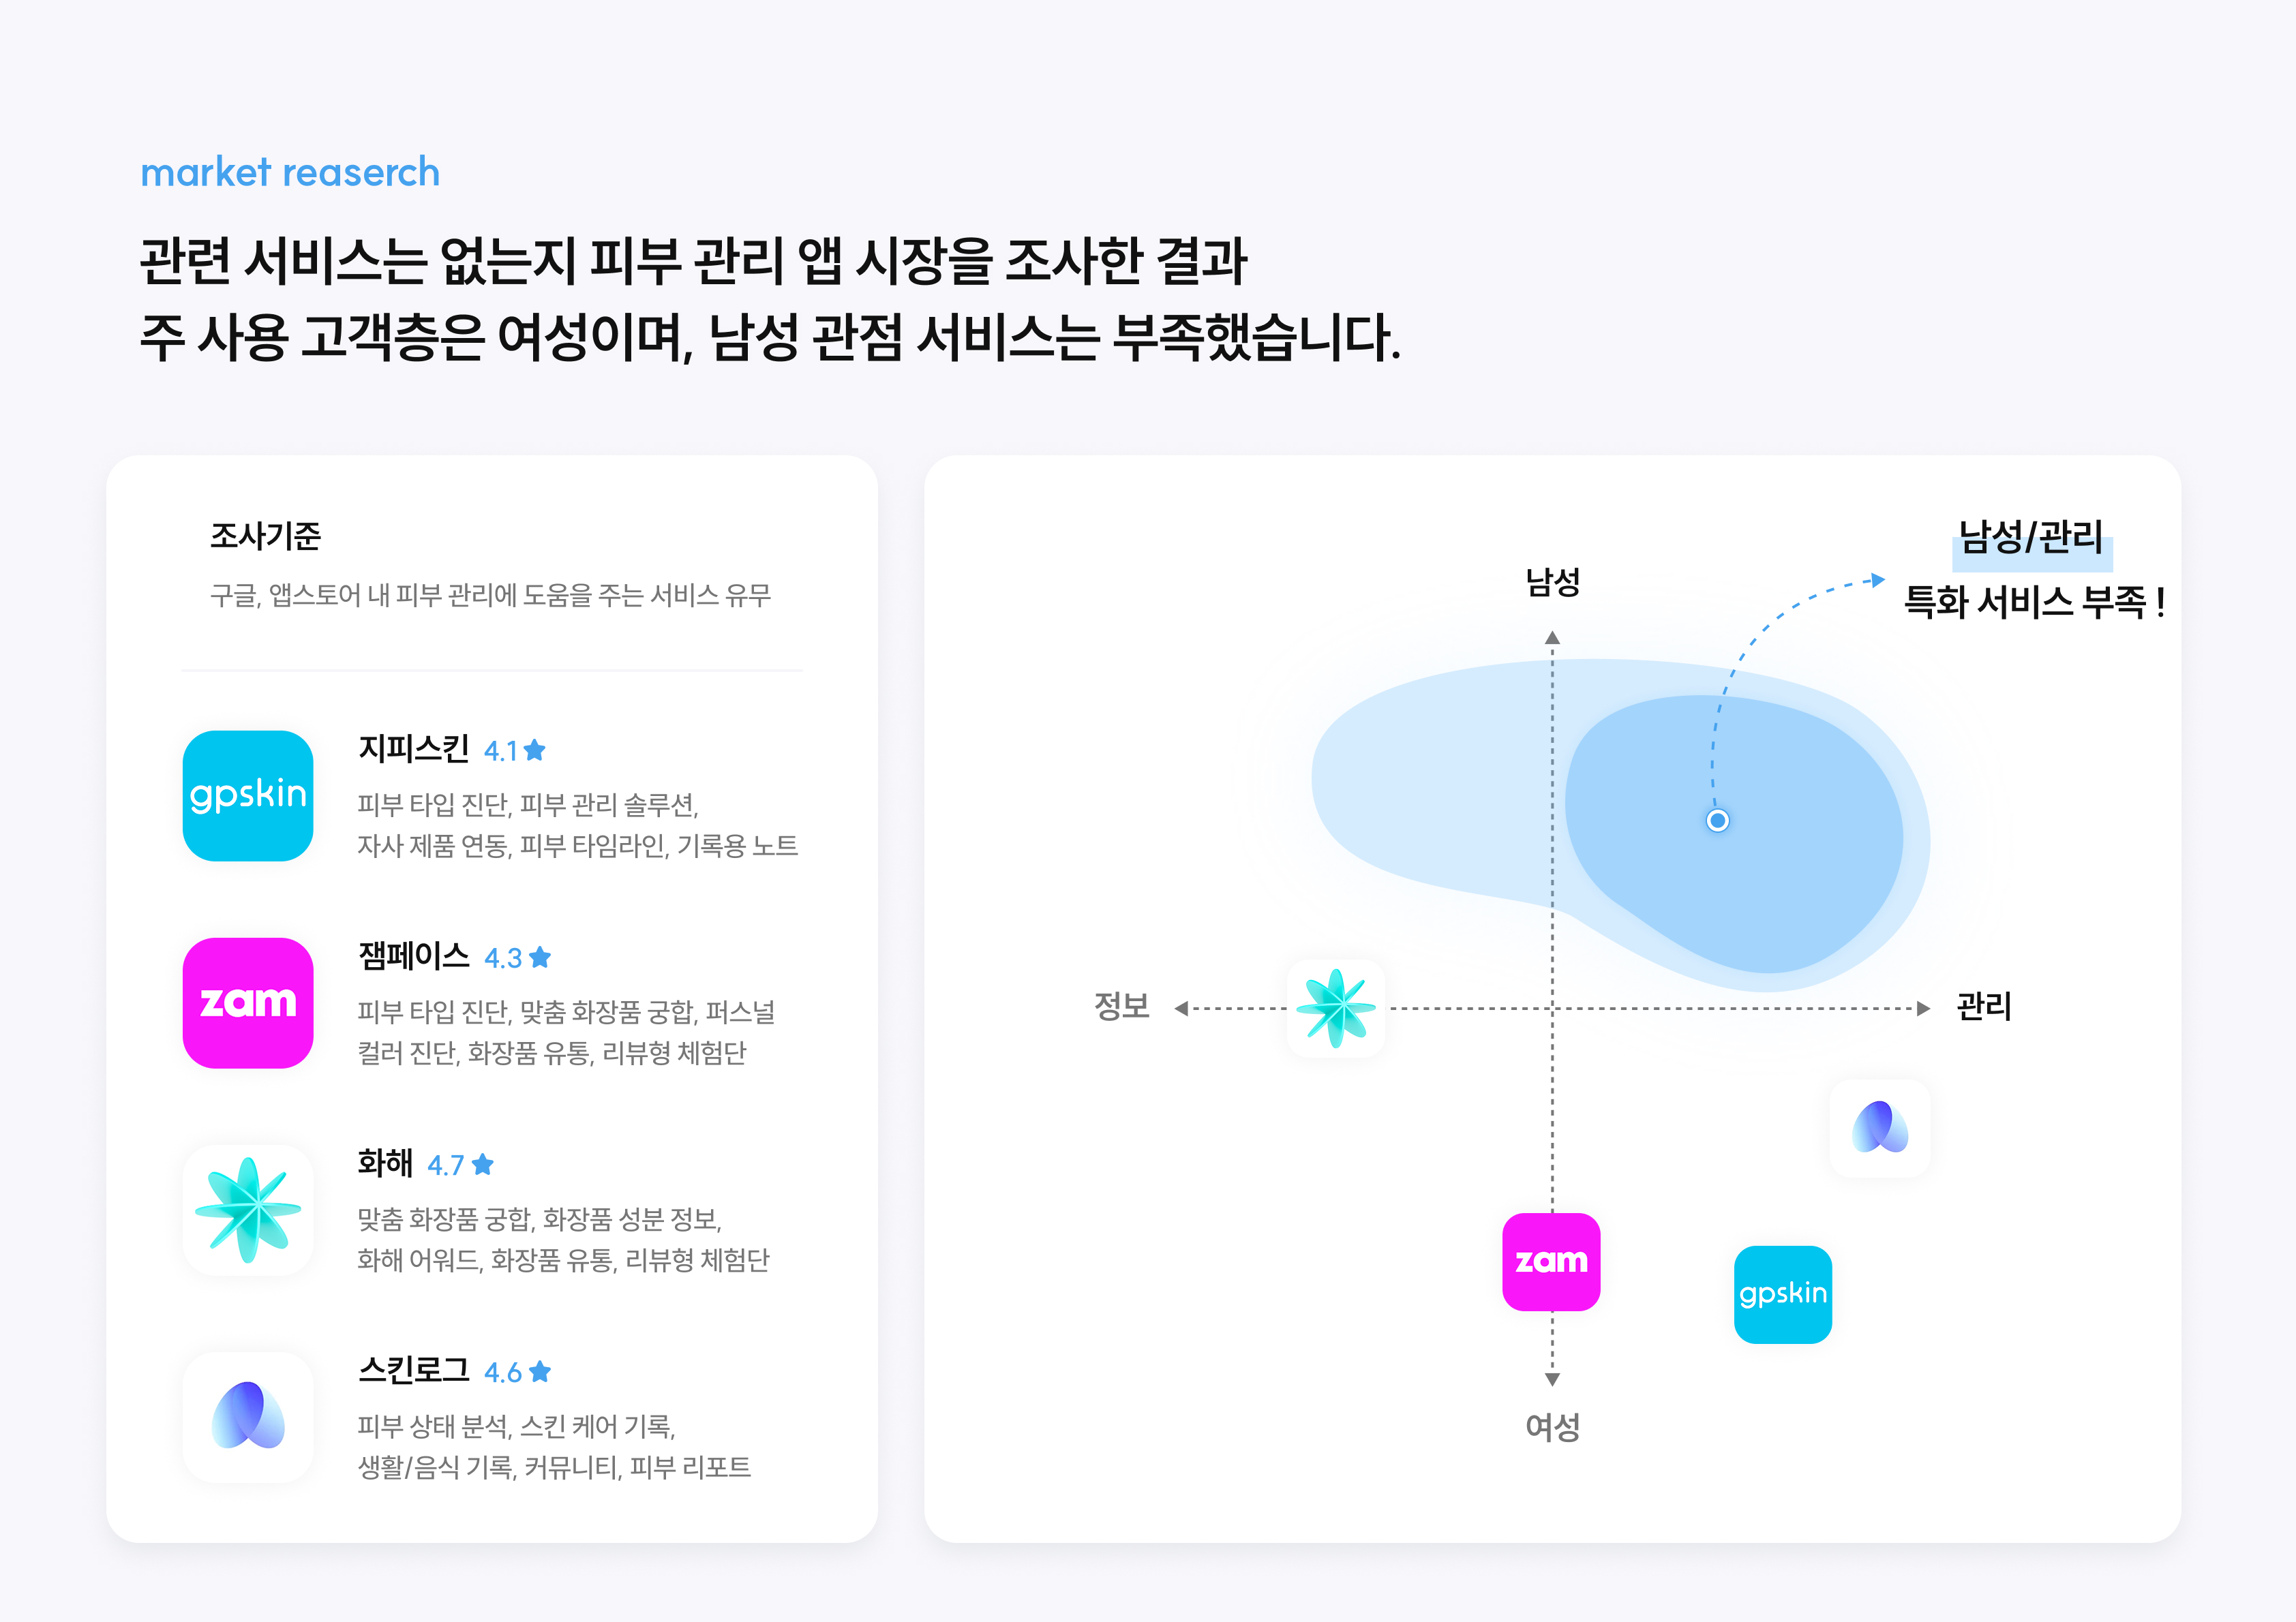 market reaserch
관련 서비스는 없는지 피부 관리 앱 시장을 조사한 결과
주 사용 고객층은 여성이며, 남성 관점 서비스는 부족했습니다.
조사기준
구글, 앱스토어 내 피부 관리에 도움을 주는 서비스 유무
gpskin
지피스킨 4.1
피부 타입 진단, 피부 관리 솔루션,
자사 제품 연동, 피부 타임라인, 기록용 노트
zam
잼페이스 4.3
피부 타입 진단, 맞춤 화장품 궁합, 퍼스널
컬러 진단, 화장품 유통, 리뷰형 체험단
화해 4.7
맞춤 화장품 궁합, 화장품 성분 정보,
화해 어워드, 화장품 유통, 리뷰형 체험단
스킨로그 4.6
피부 상태 분석, 스킨 케어 기록,
생활/음식 기록, 커뮤니티, 피부 리포트
남성/관리
특화 서비스 부족 !
남성
정보
관리
zam
gpskin
여성